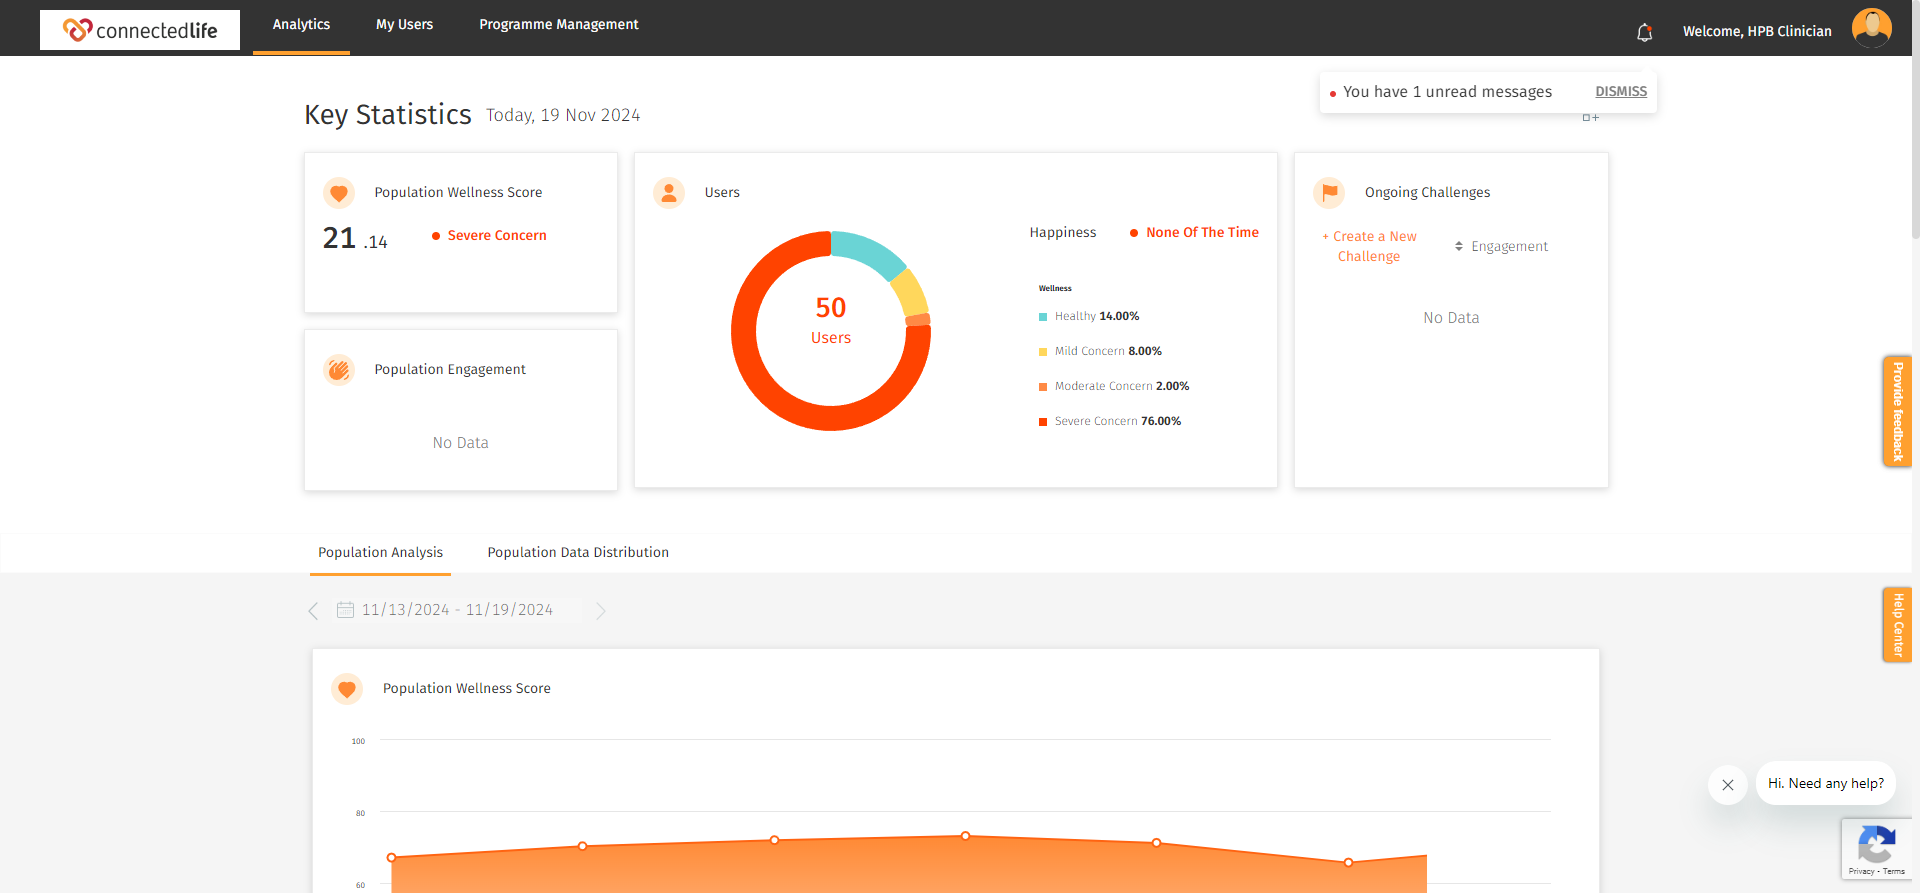 connectedlife
Analytics
My Users
Programme Management
Welcome, HPB Clinician
You have 1 unread messages
DISMISS
Key Statistics
Today, 19 Nov 2024
Population Wellness Score
21 .14
Severe Concern
Population Engagement
No Data
Users
50
Users
Happiness
None Of The Time
Wellness
Healthy 14.00%
Mild Concern 8.00%
Moderate Concern 2.00%
Severe Concern 76.00%
Ongoing Challenges
+ Create a New
Challenge
Engagement
No Data
Provide feedback
Population Analysis
Population Data Distribution
11/13/2024 - 11/19/2024
Help Center
Population Wellness Score
100
80
60
Hi. Need any help?
Privacy - Terms